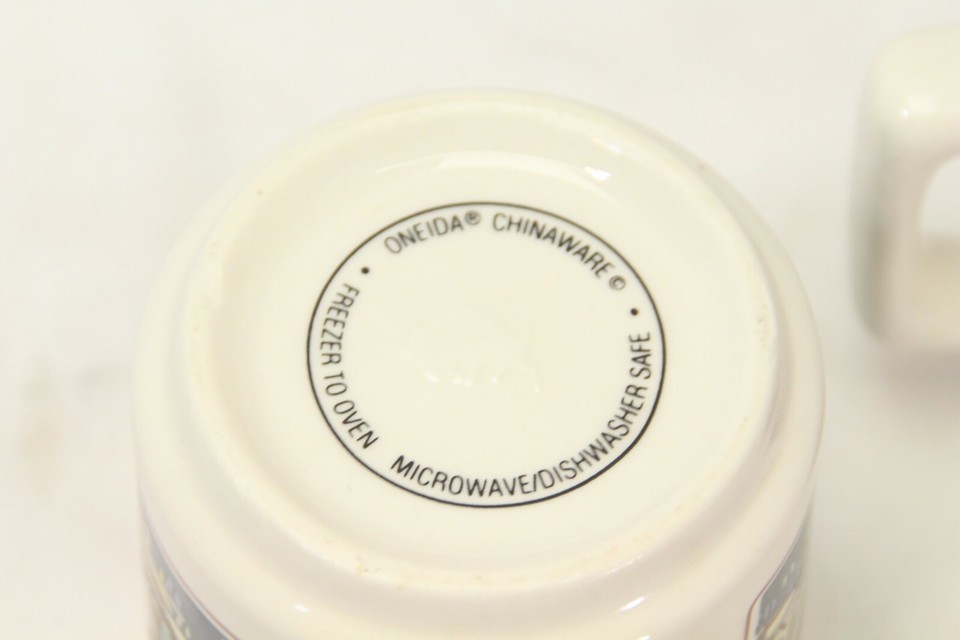 ONEIDA® CHINAWARE©
• FREEZER TO OVEN MICROWAVE/DISHWASHER SAFE •